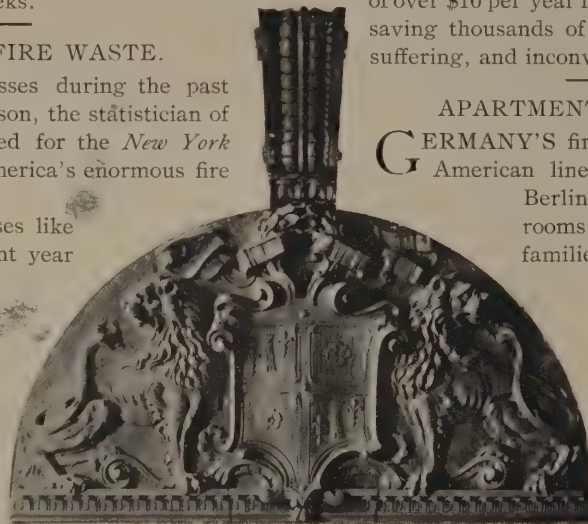 eks.
FIRE WASTE.
sses during the past
son, the statistician of
ed for the New York
nerica's enormous fire
es like
nt year
of over $10 per year f
saving thousands of
suffering, and inconv
APARTMENT
GERMANY'S fir
American line
Berlin
rooms
familie